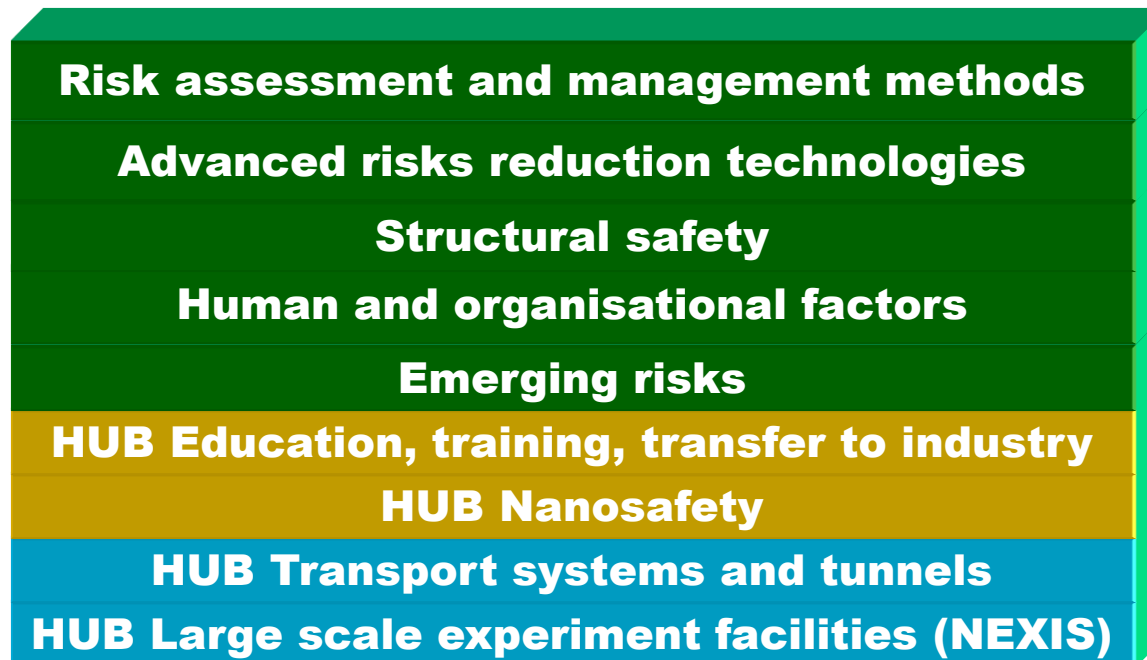 Risk assessment and management methods
Advanced risks reduction technologies
Structural safety
Human and organisational factors
Emerging risks
HUB Education, training, transfer to industry
HUB Nanosafety
HUB Transport systems and tunnels
HUB Large scale experiment facilities (NEXIS)